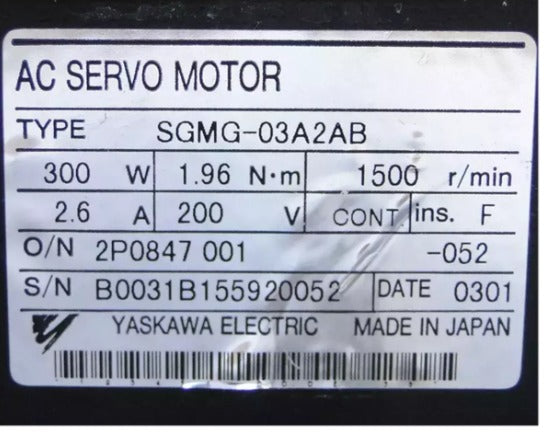 AC SERVO MOTOR
TYPE SGMG-03A2AB
300 W 1.96 N·m 1500 r/min
2.6 A 200 V CONT. ins. F
O/N 2P0847 001 -052
S/N B0031B155920052 DATE 0301
YASKAWA ELECTRIC MADE IN JAPAN